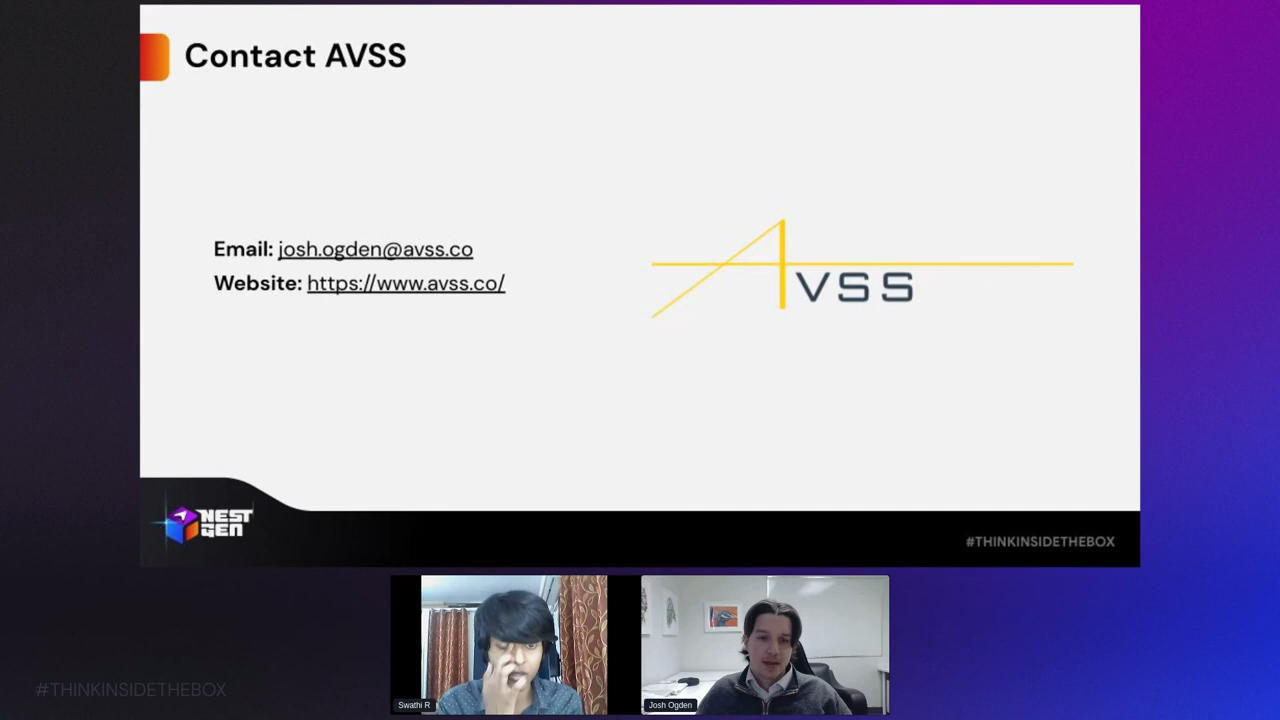 Contact AVSS
Email: josh.ogden@avss.co
Website: https://www.avss.co/
AVSS
NEST
GEN
#THINKINSIDETHEBOX
Swathi R
Josh Ogden
#THINKINSIDETHEBOX